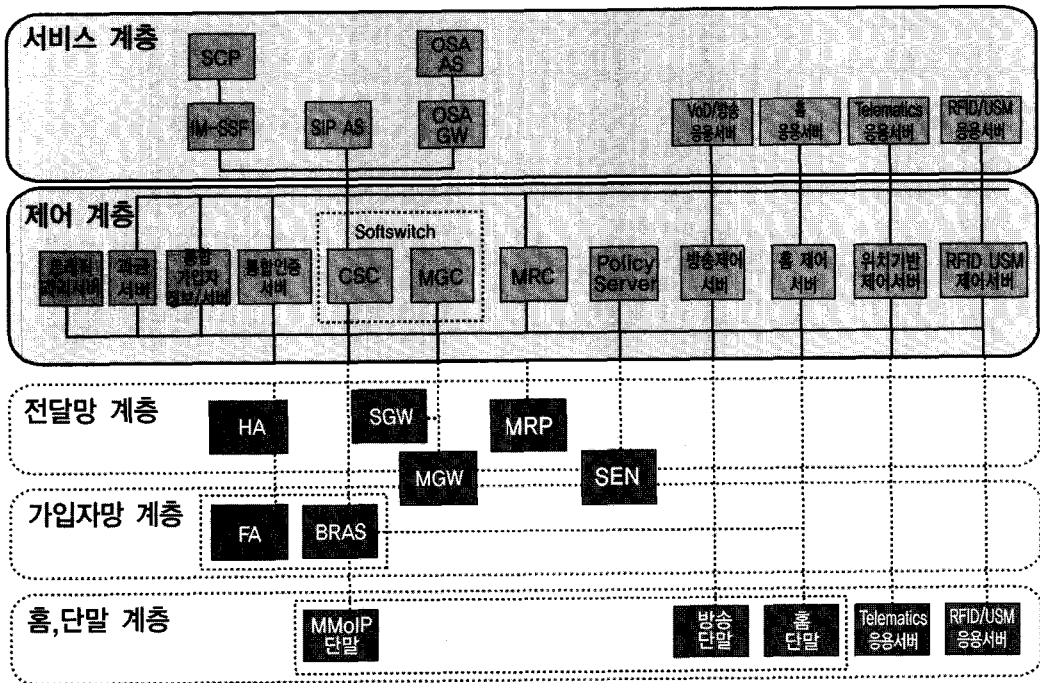 서비스 계층
SCP
OSA
AS
IM-SSF
SIP AS
OSA
GW
VoD/방송
응용서버
홈
응용서버
Telematics
응용서버
RFID/USM
응용서버
제어 계층
Softswitch
과금
서버
통합
가입자
정보/서버
통합인증
서버
CSC
MGC
MRC
Policy
Server
방송제어
서버
홈 제어
서버
위치기반
제어서버
RFID USM
제어서버
전달망 계층
HA
SGW
MRP
MGW
SEN
가입자망 계층
FA
BRAS
홈,단말 계층
MMoIP
단말
방송
단말
홈
단말
Telematics
응용서버
RFID/USM
응용서버